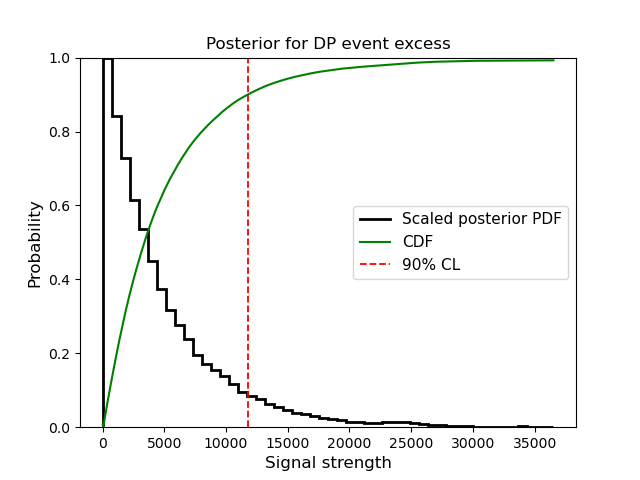 Posterior for DP event excess
1.0
0.8
0.6
0.4
0.2
0.0
Probability
Scaled posterior PDF
CDF
90% CL
0 5000 10000 15000 20000 25000 30000 35000
Signal strength